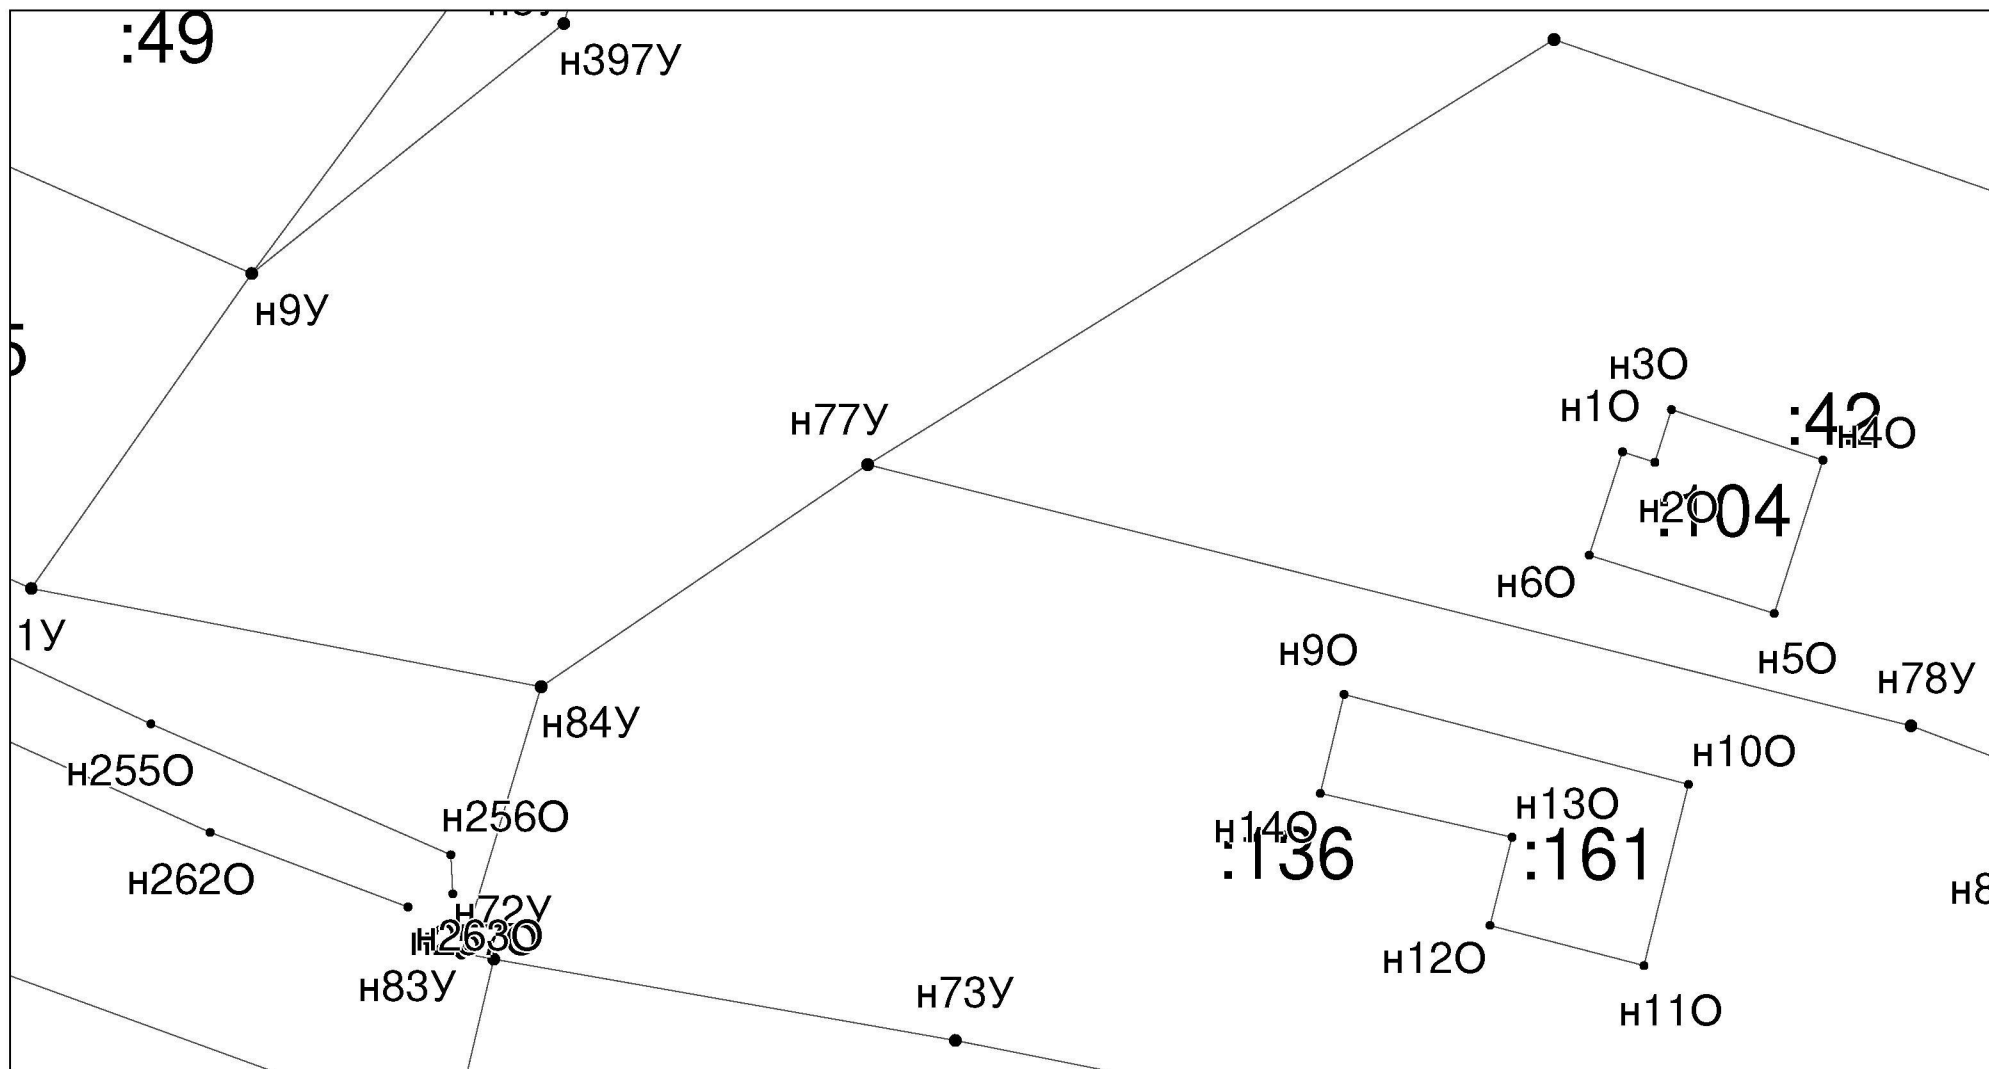 :49
н397У
н9У
н3О
н1О
:42
н4О
н77У
н2О
:104
н6О
1У
н9О
н5О
н78У
н84У
н10О
н255О
н256О
н13О
н14О
:136
:161
н262О
н72У
н263О
н12О
н83У
н73У
н11О